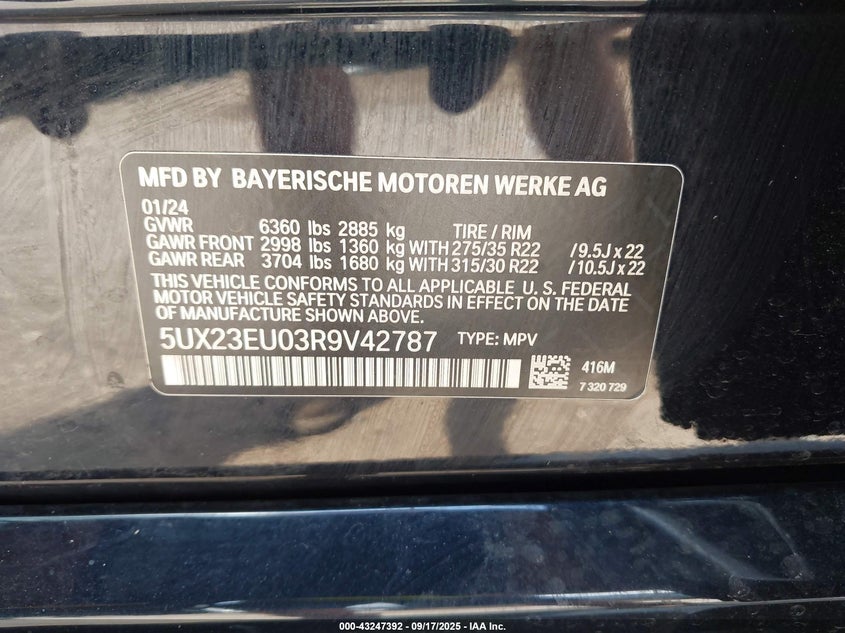 MFD BY BAYERISCHE MOTOREN WERKE AG
01/24
GVWR 6360 lbs 2885 kg TIRE / RIM
GAWR FRONT 2998 lbs 1360 kg WITH 275/35 R22 /9.5J x 22
GAWR REAR 3704 lbs 1680 kg WITH 315/30 R22 /10.5J x 22
THIS VEHICLE CONFORMS TO ALL APPLICABLE U. S. FEDERAL
MOTOR VEHICLE SAFETY STANDARDS IN EFFECT ON THE DATE
OF MANUFACTURE SHOWN ABOVE.
5UX23EU03R9V42787 TYPE: MPV
416M
7 320 729
000-43247392 - 09/17/2025 - IAA Inc.